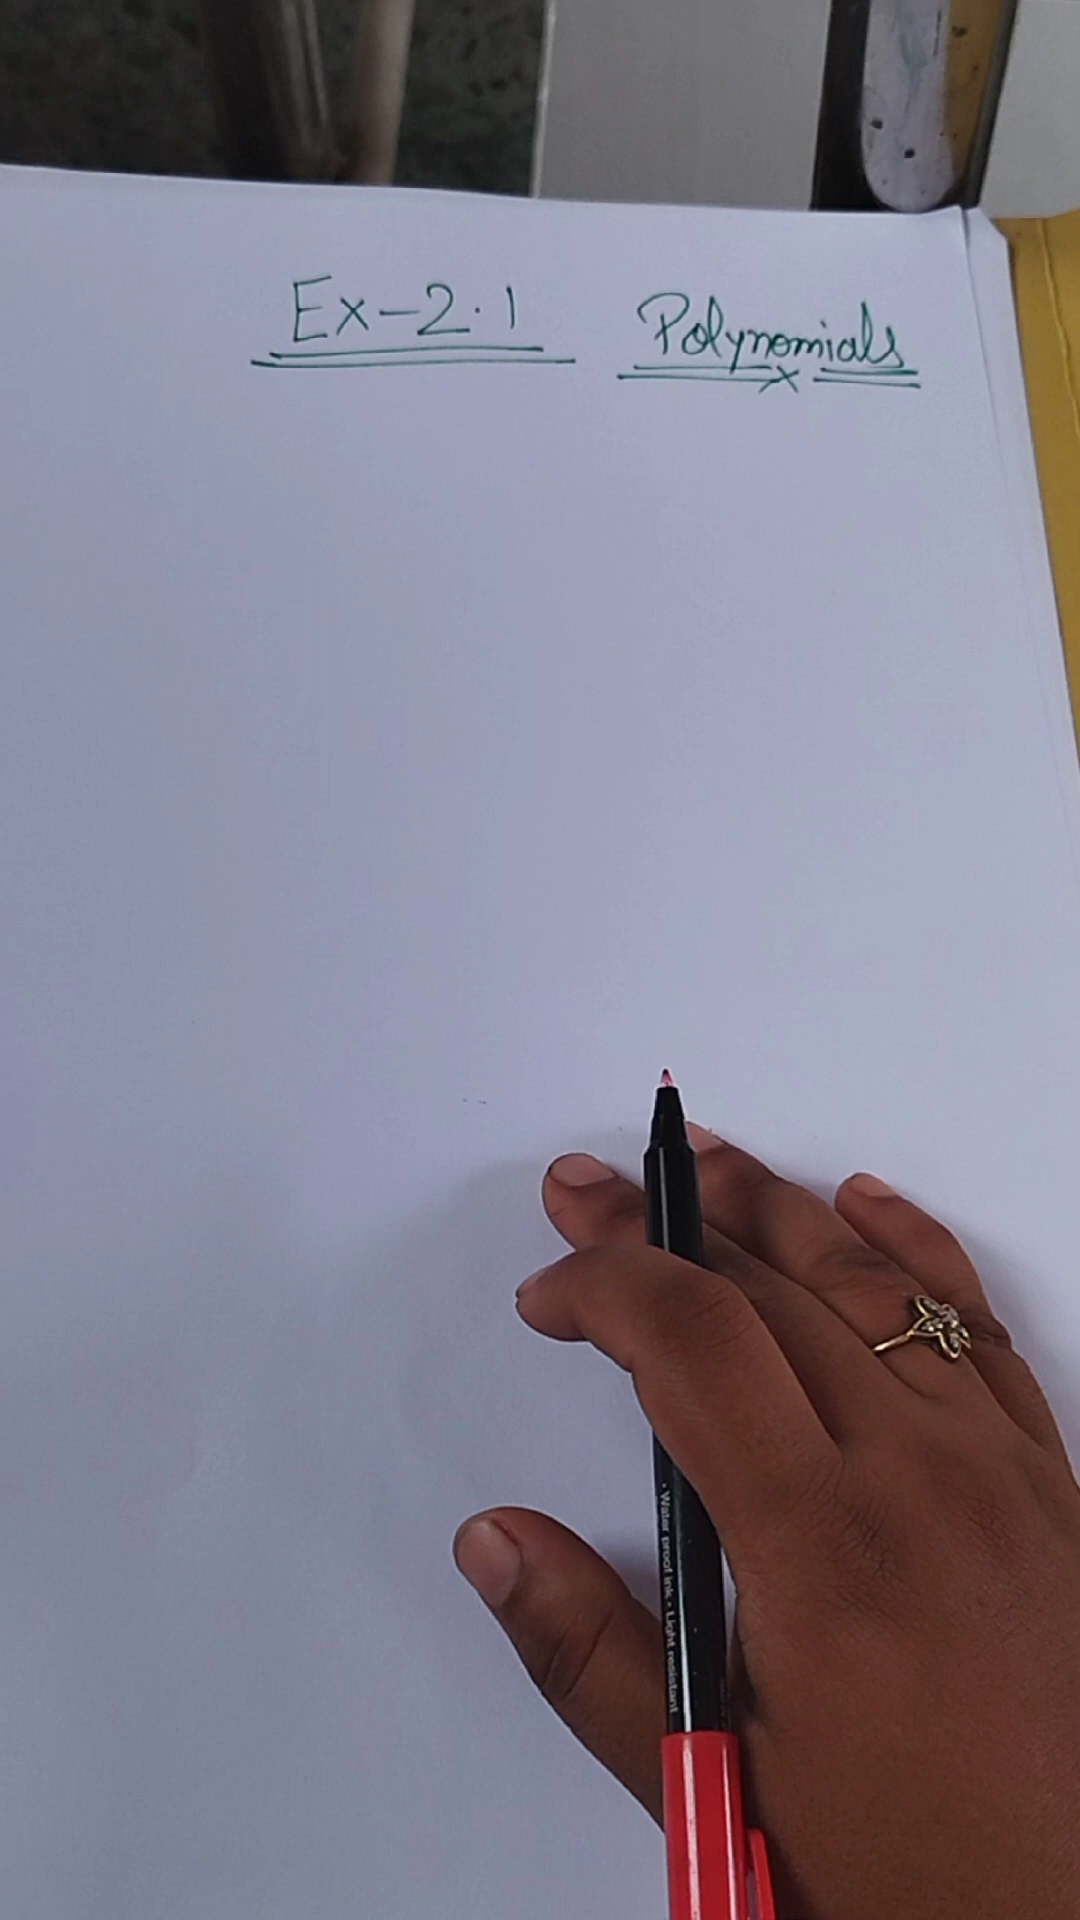 Ex-2.1 Polynomials
• Water proof ink • Light resistant